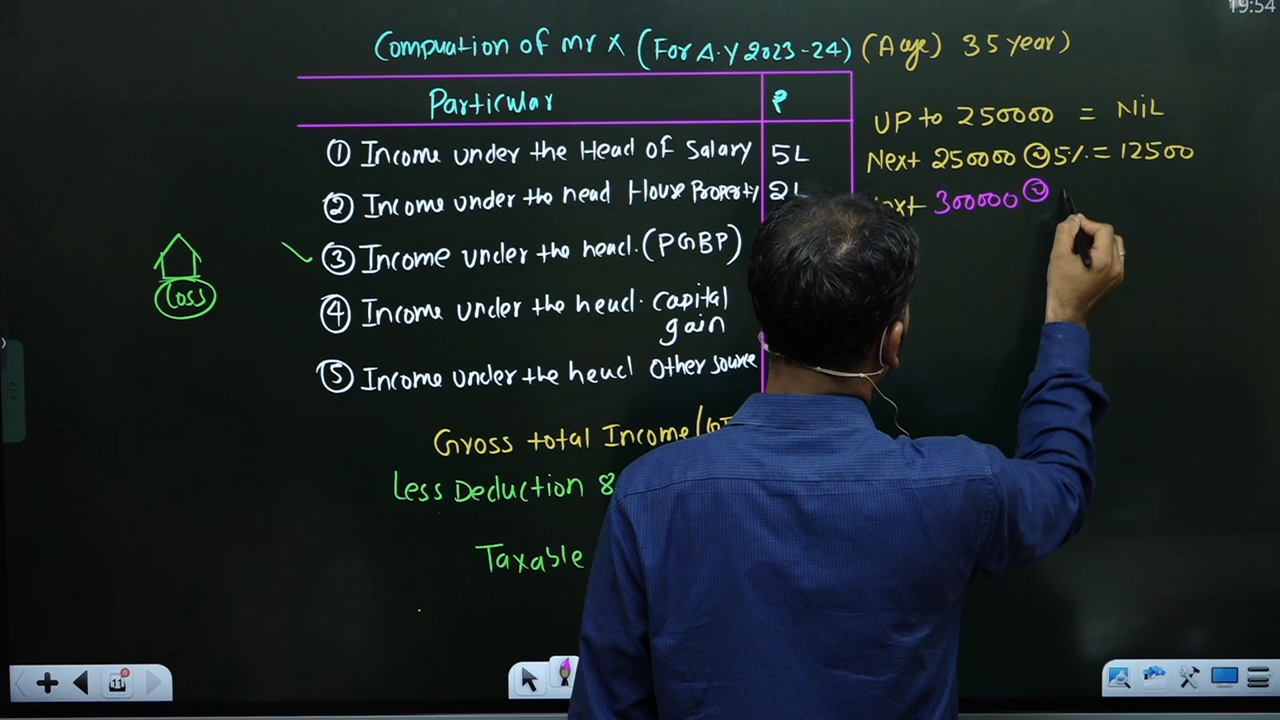 19:54
Compuation of mr X (For A.Y 2023-24) (Age) 35 year)
Particular ₹
① Income under the Head of Salary 5L
② Income under the head House Property 2L
③ Income under the head. (PGBP)
④ Income under the head. capital gain
⑤ Income under the head other source
Gross total Income
Less Deduction 8
Taxable
Loss
UP to 250000 = NiL
Next 250000 @ 5% = 12500
300000 @
11